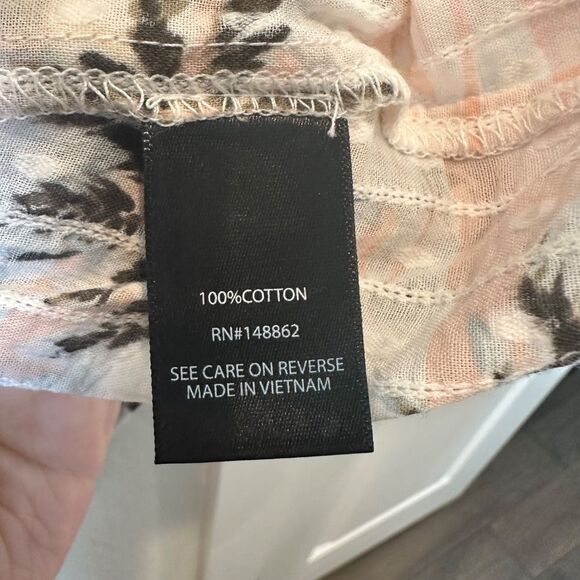 100%COTTON
RN#148862
SEE CARE ON REVERSE
MADE IN VIETNAM